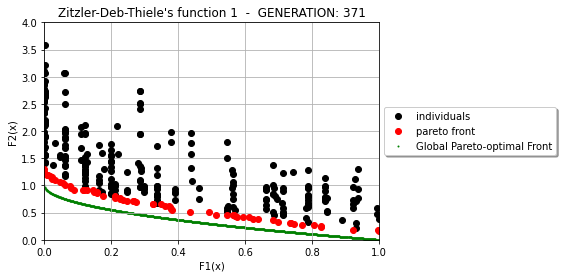 Zitzler-Deb-Thiele's function 1 - GENERATION: 371
4.0
3.5
3.0
2.5
2.0
1.5
1.0
0.5
0.0
F2(x)
0.0 0.2 0.4 0.6 0.8 1.0
F1(x)
individuals
pareto front
Global Pareto-optimal Front